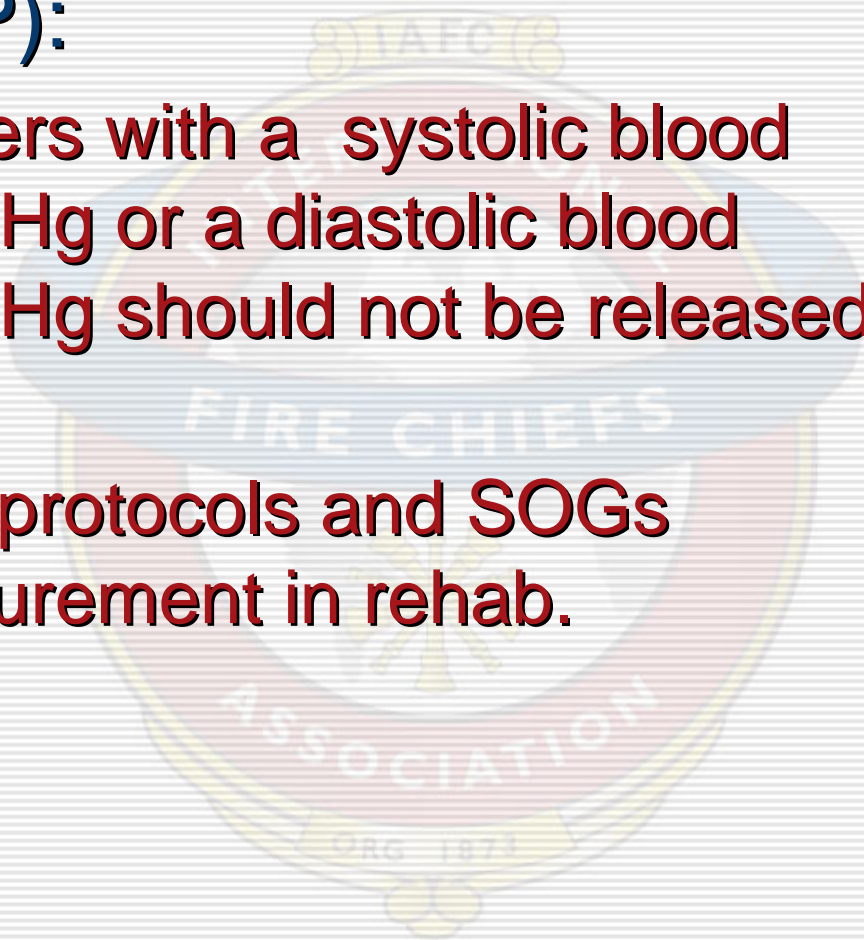 P):
ers with a  systolic blood
Hg or a diastolic blood
Hg should not be released
protocols and SOGs
urement in rehab.
IAFC
INTERNATION
FIRE CHIEFS
ASSOCIATION
ORG 1873